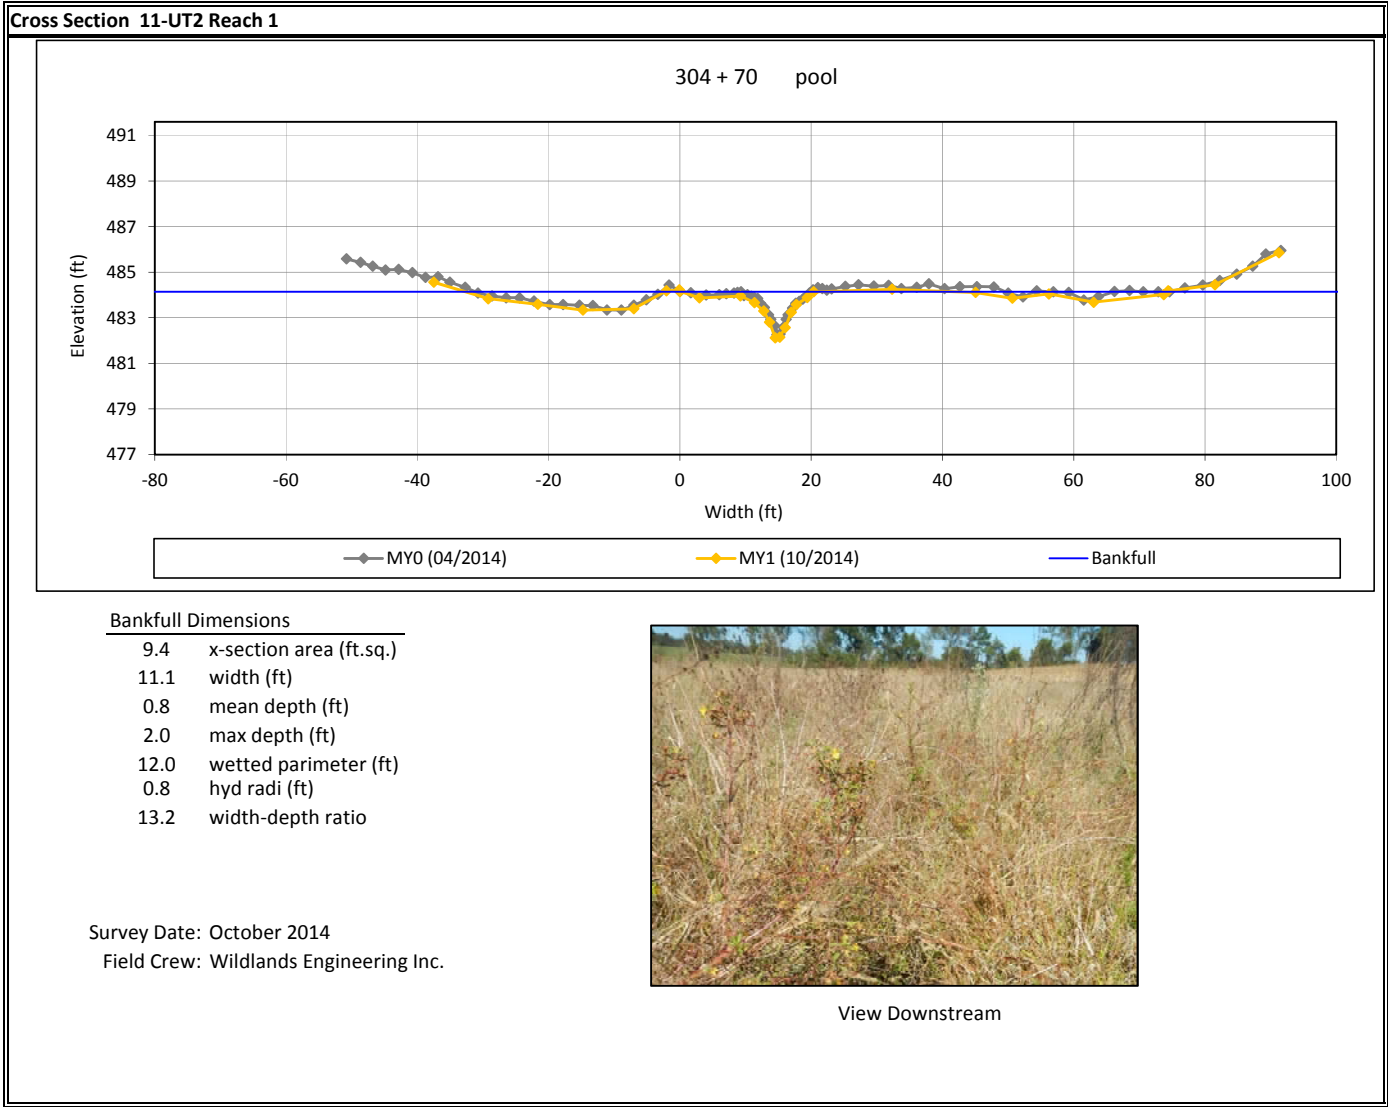 Cross Section 11-UT2 Reach 1
304 + 70 pool
491
489
487
485
483
481
479
477
Elevation (ft)
-80 -60 -40 -20 0 20 40 60 80 100
Width (ft)
MY0 (04/2014) MY1 (10/2014) Bankfull
Bankfull Dimensions
9.4 x-section area (ft.sq.)
11.1 width (ft)
0.8 mean depth (ft)
2.0 max depth (ft)
12.0 wetted parimeter (ft)
0.8 hyd radi (ft)
13.2 width-depth ratio
Survey Date: October 2014
Field Crew: Wildlands Engineering Inc.
View Downstream